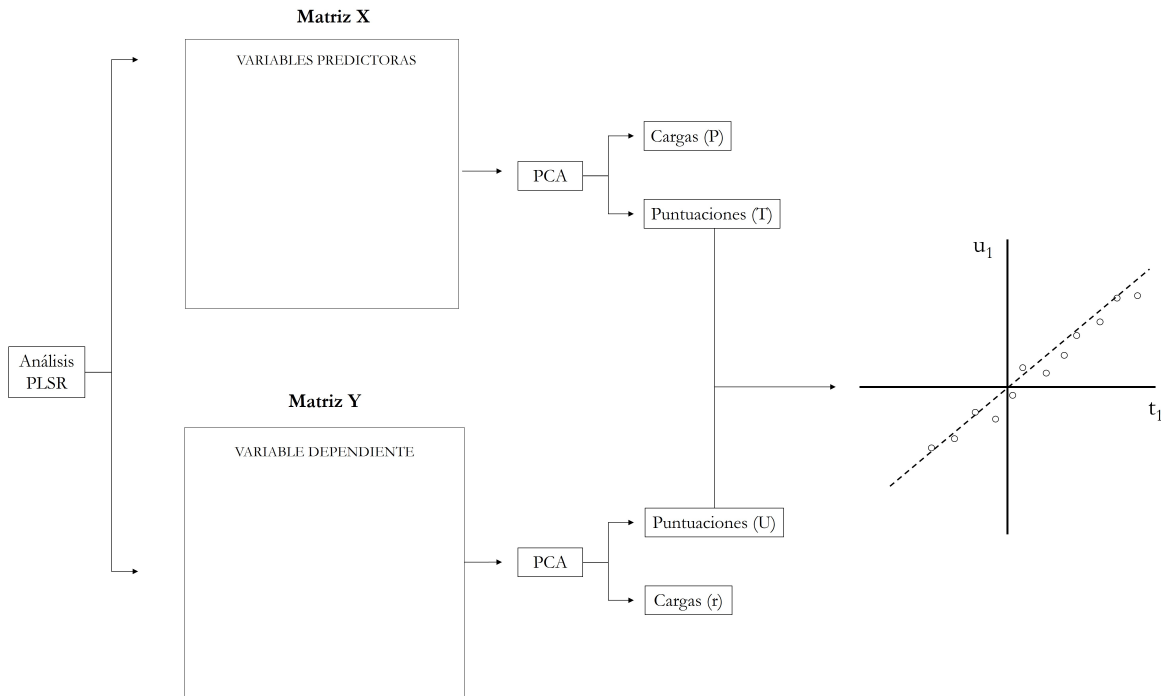 Matriz X
VARIABLES PREDICTORAS
Cargas (P)
PCA
Puntuaciones (T)
u1
Análisis
PLSR
Matriz Y
t1
VARIABLE DEPENDIENTE
Puntuaciones (U)
PCA
Cargas (r)